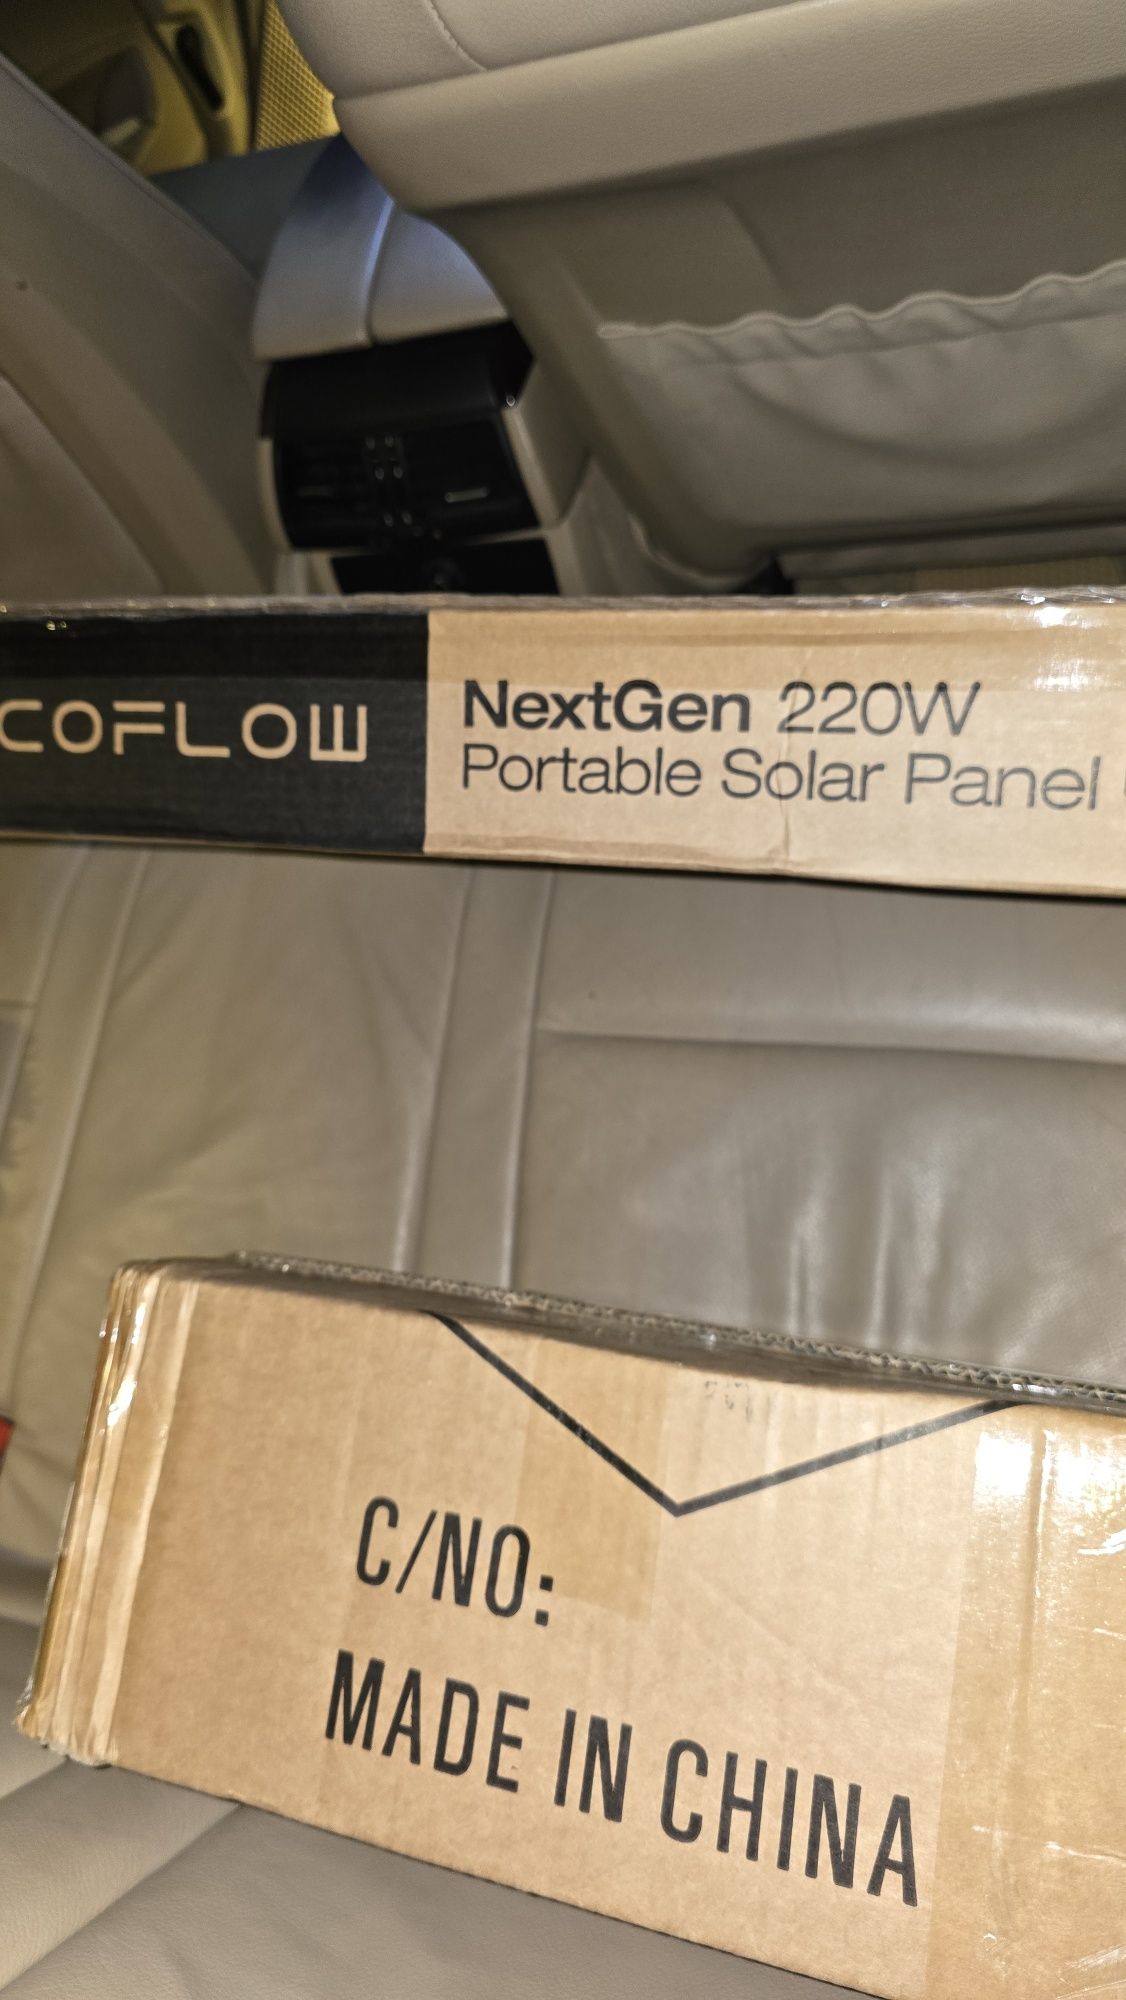 COFLOW
NextGen 220W
Portable Solar Panel
C/NO:
MADE IN CHINA